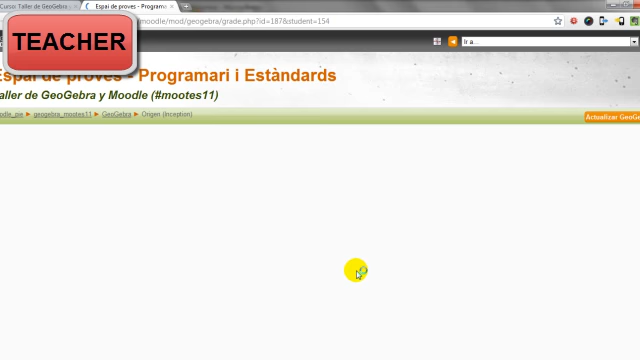 Curso: Taller de GeoGebra
Espai de proves - Programa
moodle/mod/geogebra/grade.php?id=187&student=154
TEACHER
Ir a...
Espai de proves - Programari i Estàndards
Taller de GeoGebra y Moodle (#mootes11)
odle_pie ► geogebra_mootes11 ► GeoGebra ► Origen (Inception)
Actualizar GeoGe